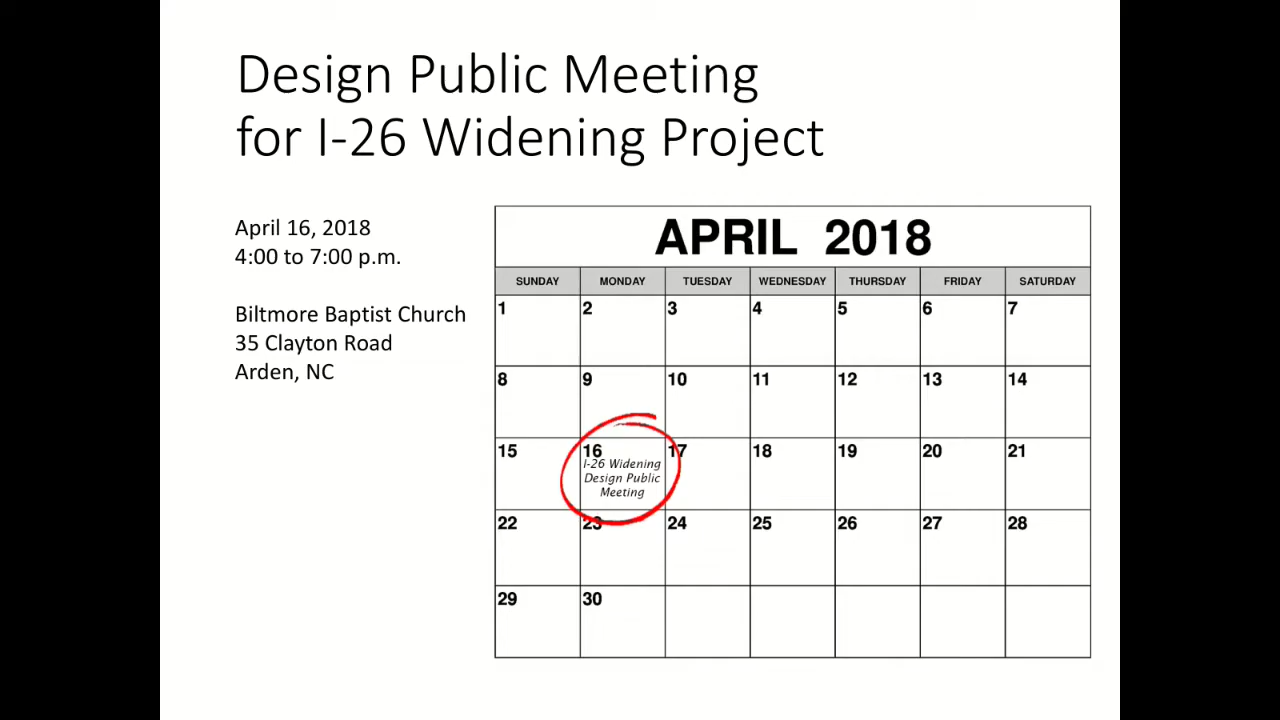 Design Public Meeting
for I-26 Widening Project
April 16, 2018
4:00 to 7:00 p.m.
Biltmore Baptist Church
35 Clayton Road
Arden, NC
APRIL 2018
SUNDAY MONDAY TUESDAY WEDNESDAY THURSDAY FRIDAY SATURDAY
1 2 3 4 5 6 7
8 9 10 11 12 13 14
15 16 17 18 19 20 21
I-26 Widening
Design Public
Meeting
22 23 24 25 26 27 28
29 30